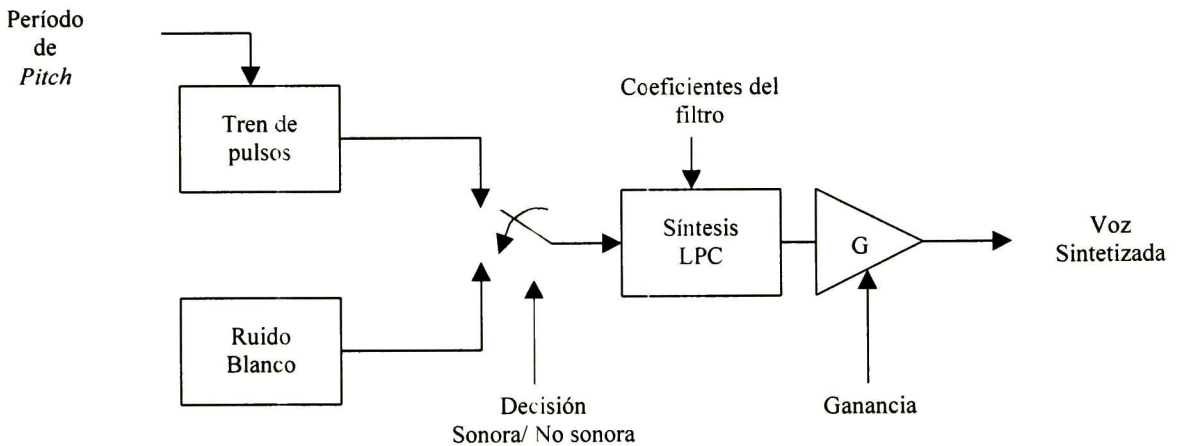 Período
de
Pitch
Tren de
pulsos
Coeficientes del
filtro
Síntesis
LPC
G
Voz
Sintetizada
Ruido
Blanco
Decisión
Sonora/ No sonora
Ganancia